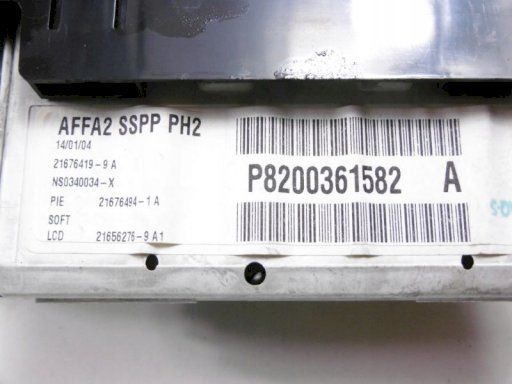 AFFA2 SSPP PH2
14/01/04
21676419-9 A
NS0340034-X
PIE 21676494-1 A
SOFT
LCD 21656276-9 A1
P8200361582 A